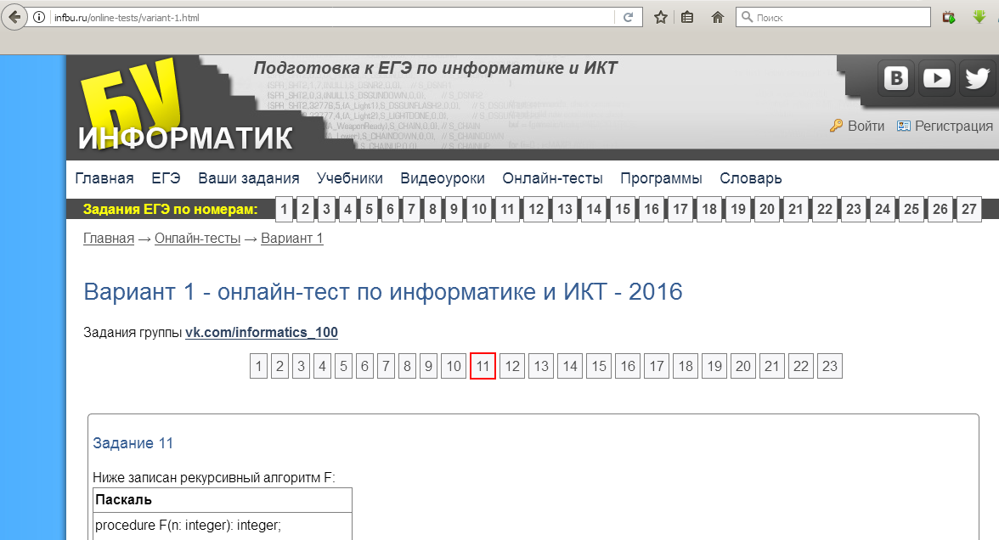 infbu.ru/online-tests/variant-1.html
Поиск
Подготовка к ЕГЭ по информатике и ИКТ
БУ
ИНФОРМАТИК
B
Войти Регистрация
Главная ЕГЭ Ваши задания Учебники Видеоуроки Онлайн-тесты Программы Словарь
Задания ЕГЭ по номерам: 1 2 3 4 5 6 7 8 9 10 11 12 13 14 15 16 17 18 19 20 21 22 23 24 25 26 27
Главная → Онлайн-тесты → Вариант 1
Вариант 1 - онлайн-тест по информатике и ИКТ - 2016
Задания группы vk.com/informatics_100
1 2 3 4 5 6 7 8 9 10 11 12 13 14 15 16 17 18 19 20 21 22 23
Задание 11
Ниже записан рекурсивный алгоритм F:
Паскаль
procedure F(n: integer): integer;